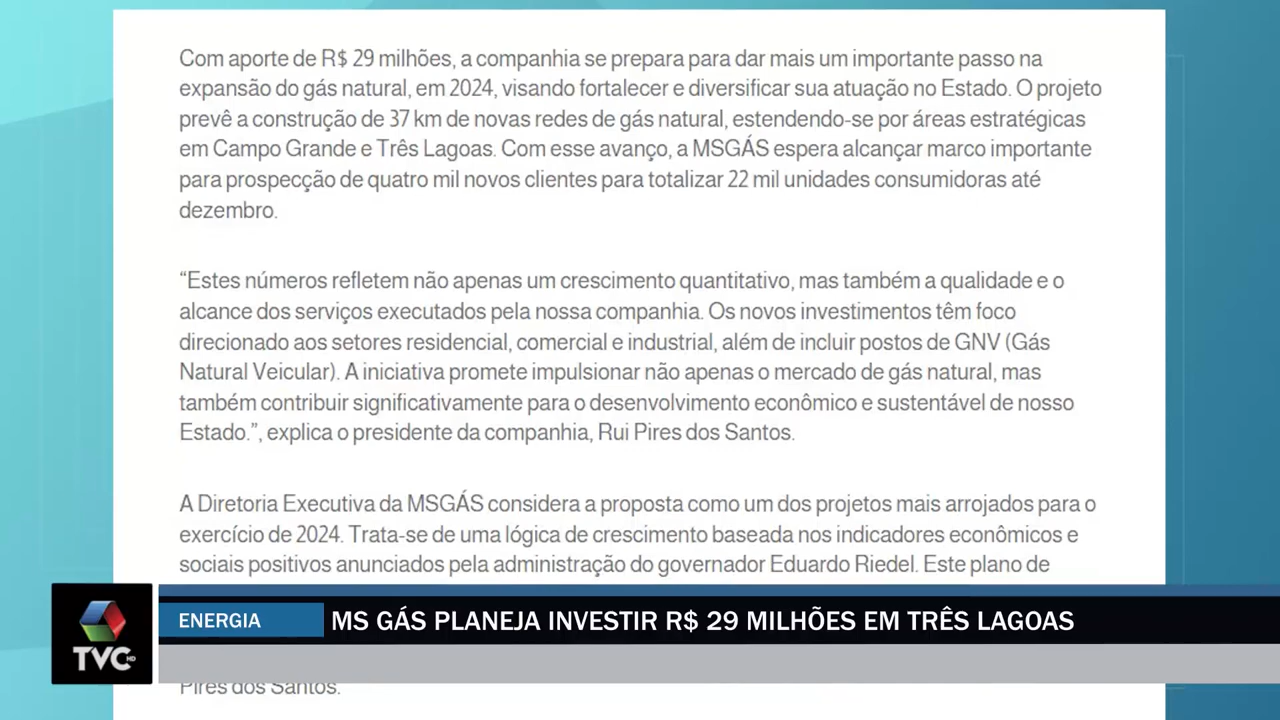 Com aporte de R$ 29 milhões, a companhia se prepara para dar mais um importante passo na
expansão do gás natural, em 2024, visando fortalecer e diversificar sua atuação no Estado. O projeto
prevê a construção de 37 km de novas redes de gás natural, estendendo-se por áreas estratégicas
em Campo Grande e Três Lagoas. Com esse avanço, a MSGÁS espera alcançar marco importante
para prospecção de quatro mil novos clientes para totalizar 22 mil unidades consumidoras até
dezembro.
“Estes números refletem não apenas um crescimento quantitativo, mas também a qualidade e o
alcance dos serviços executados pela nossa companhia. Os novos investimentos têm foco
direcionado aos setores residencial, comercial e industrial, além de incluir postos de GNV (Gás
Natural Veicular). A iniciativa promete impulsionar não apenas o mercado de gás natural, mas
também contribuir significativamente para o desenvolvimento econômico e sustentável de nosso
Estado.”, explica o presidente da companhia, Rui Pires dos Santos.
A Diretoria Executiva da MSGÁS considera a proposta como um dos projetos mais arrojados para o
exercício de 2024. Trata-se de uma lógica de crescimento baseada nos indicadores econômicos e
sociais positivos anunciados pela administração do governador Eduardo Riedel. Este plano de
ENERGIA
MS GÁS PLANEJA INVESTIR R$ 29 MILHÕES EM TRÊS LAGOAS
TVC HD
Pires dos Santos.